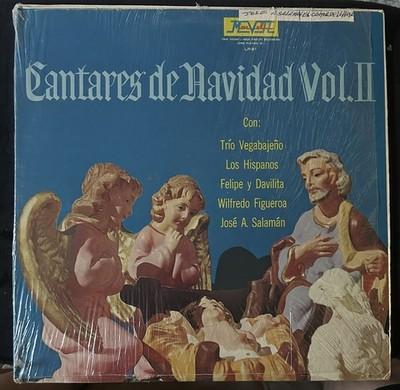 Cantares de Navidad Vol. II
Con:
Trío Vegabajeño
Los Hispanos
Felipe y Davilita
Wilfredo Figueroa
José A. Salamán